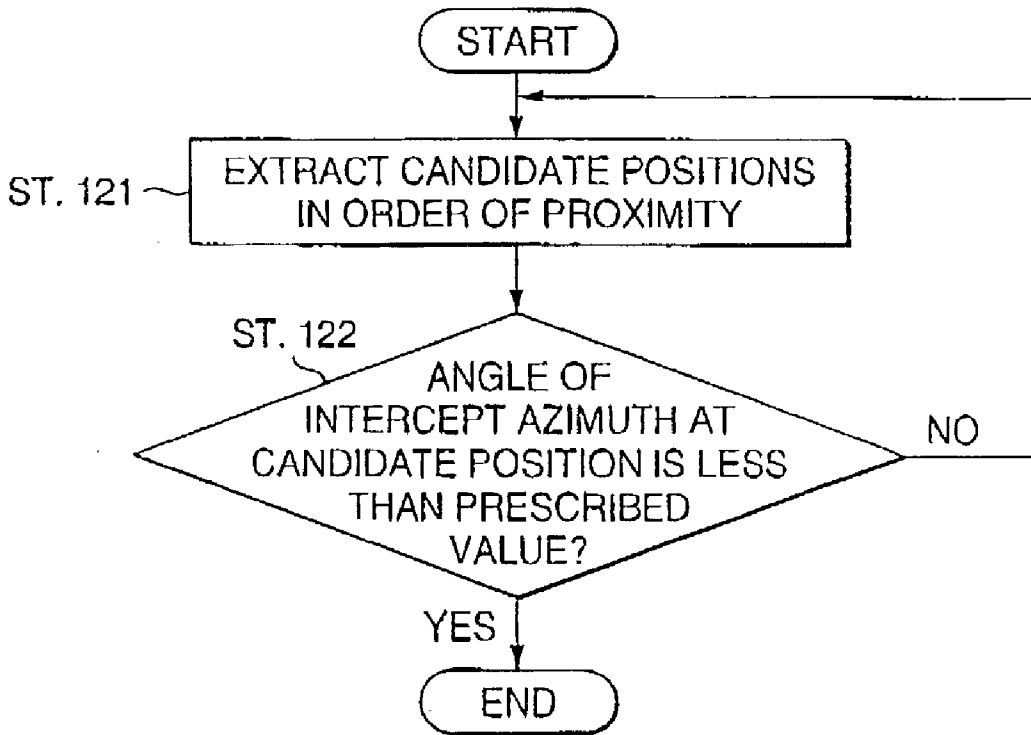 START
ST. 121
EXTRACT CANDIDATE POSITIONS
IN ORDER OF PROXIMITY
ST. 122
ANGLE OF
INTERCEPT AZIMUTH AT
CANDIDATE POSITION IS LESS
THAN PRESCRIBED
VALUE?
NO
YES
END